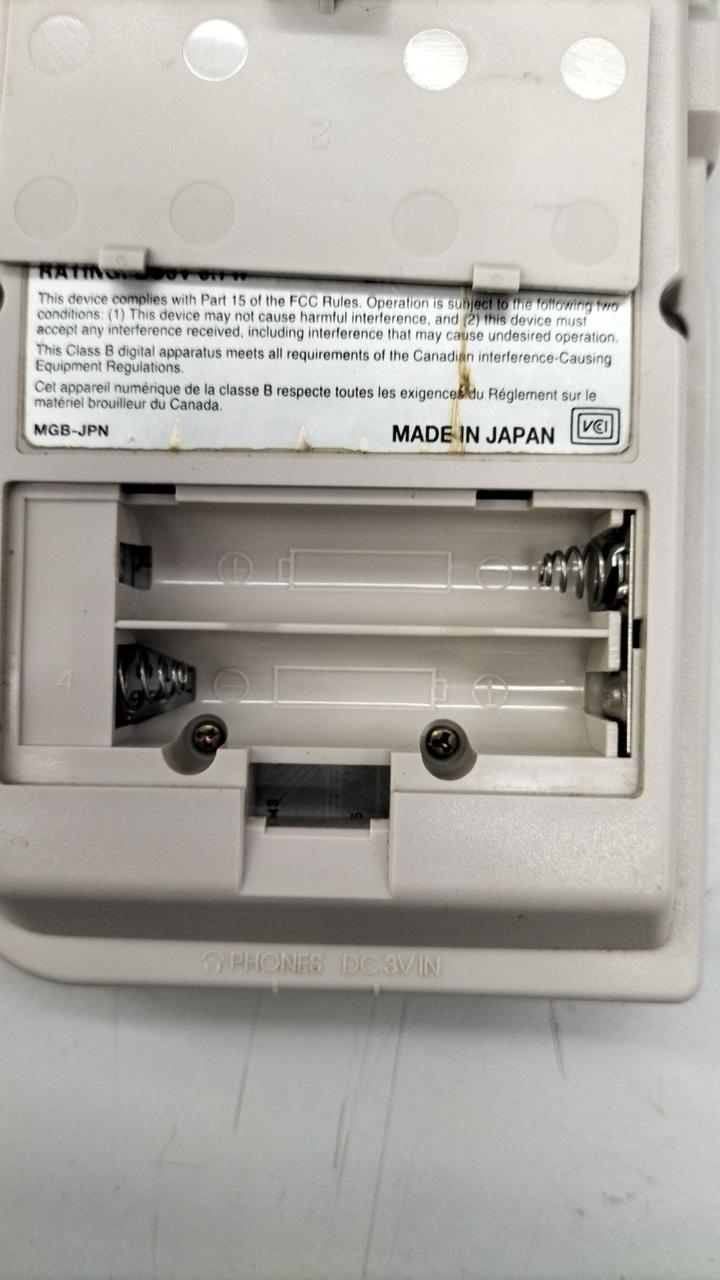 2
RATING:
This device complies with Part 15 of the FCC Rules. Operation is subject to the following two
conditions: (1) This device may not cause harmful interference, and (2) this device must
accept any interference received, including interference that may cause undesired operation.
This Class B digital apparatus meets all requirements of the Canadian interference-Causing
Equipment Regulations.
Cet appareil numérique de la classe B respecte toutes les exigences du Réglement sur le
matériel brouilleur du Canada.
MGB-JPN
MADE IN JAPAN
VCI
4
PHONES DC 3V IN